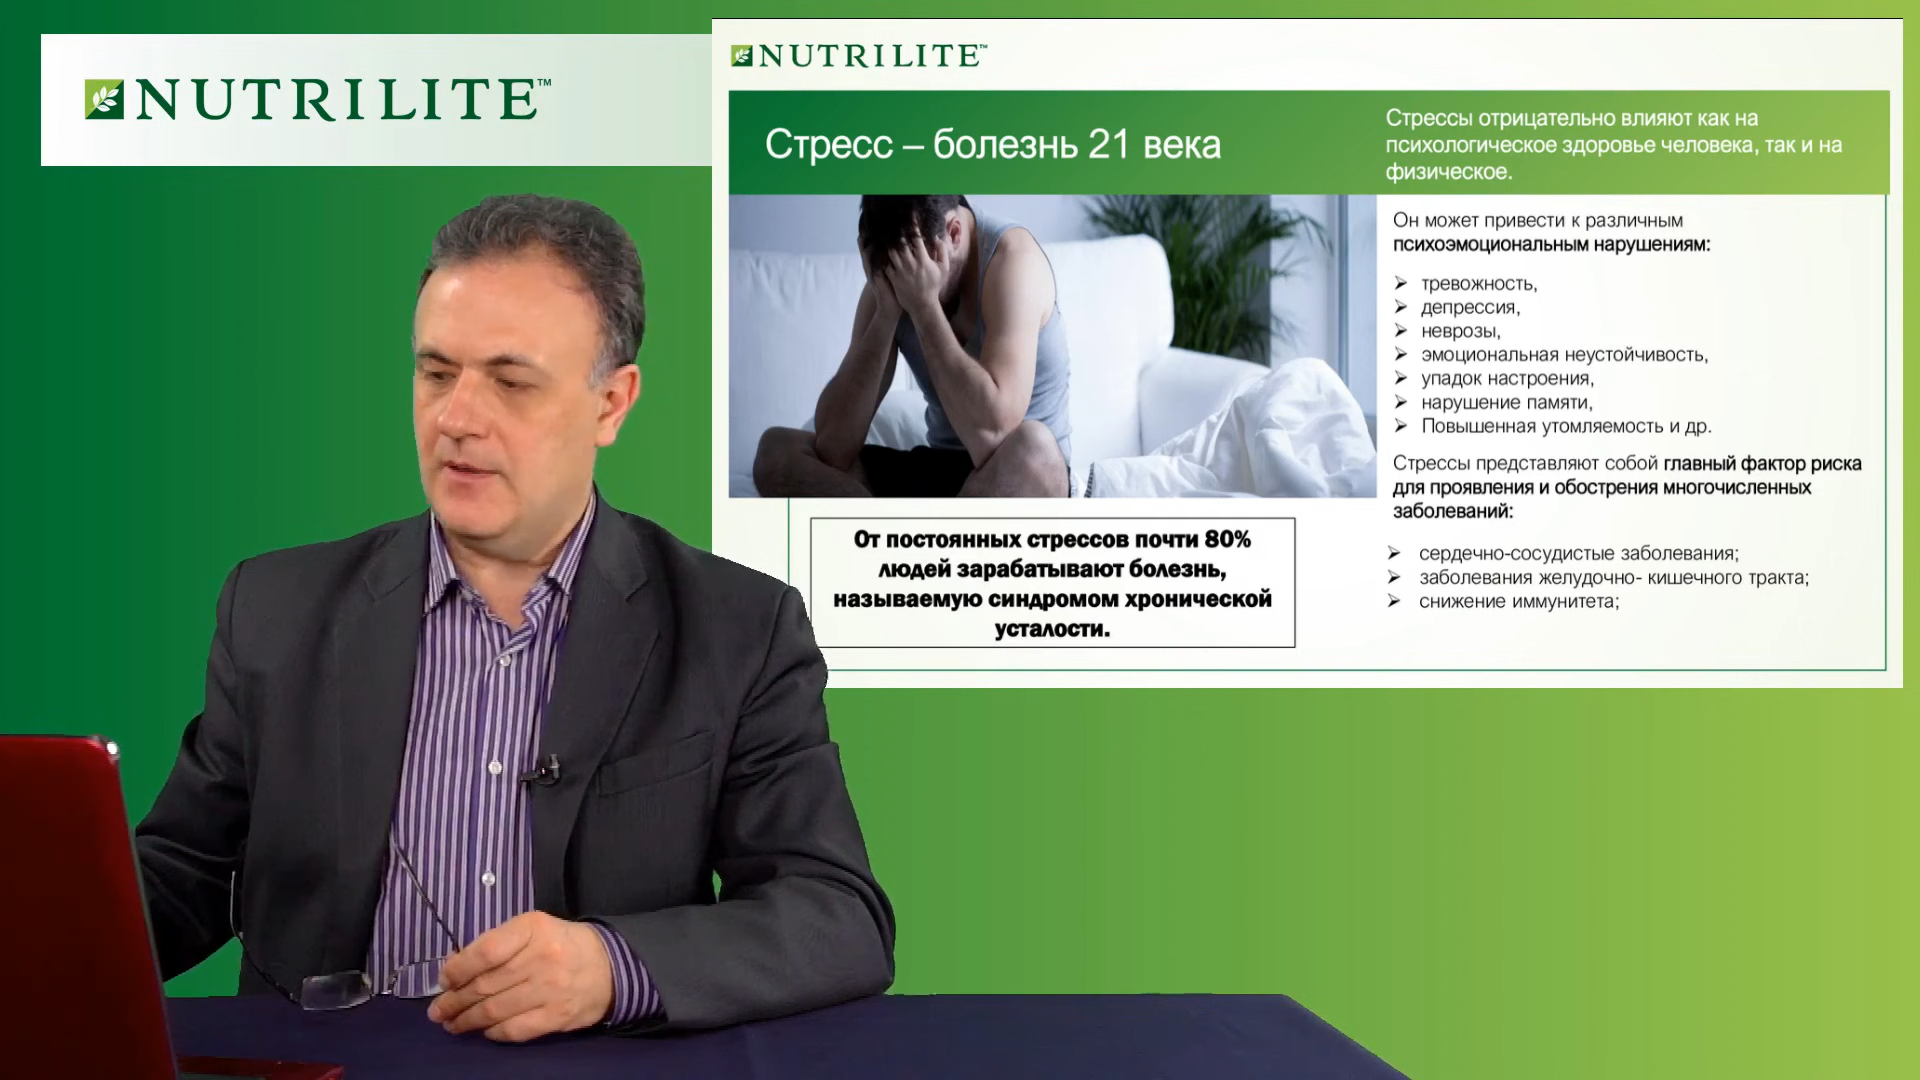 NUTRILITE™
NUTRILITE™
Стресс – болезнь 21 века
Стрессы отрицательно влияют как на
психологическое здоровье человека, так и на
физическое.
Он может привести к различным
психоэмоциональным нарушениям:
тревожность,
депрессия,
неврозы,
эмоциональная неустойчивость,
упадок настроения,
нарушение памяти,
Повышенная утомляемость и др.
Стрессы представляют собой главный фактор риска
для проявления и обострения многочисленных
заболеваний:
сердечно-сосудистые заболевания;
заболевания желудочно- кишечного тракта;
снижение иммунитета;
От постоянных стрессов почти 80%
людей зарабатывают болезнь,
называемую синдромом хронической
усталости.